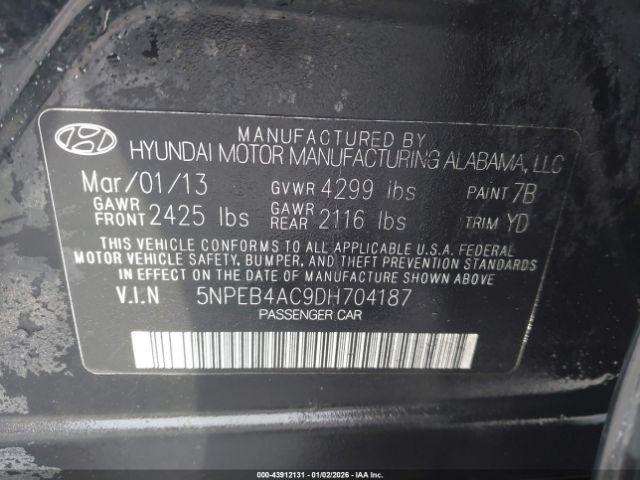 MANUFACTURED BY
HYUNDAI MOTOR MANUFACTURING ALABAMA, LLC
Mar/01/13 GVWR 4299 lbs PAINT 7B
GAWR FRONT 2425 lbs GAWR REAR 2116 lbs TRIM YD
THIS VEHICLE CONFORMS TO ALL APPLICABLE U.S.A. FEDERAL
MOTOR VEHICLE SAFETY, BUMPER, AND THEFT PREVENTION STANDARDS
IN EFFECT ON THE DATE OF MANUFACTURE SHOWN ABOVE.
V.I.N 5NPEB4AC9DH704187
PASSENGER CAR
000-43912131 - 01/02/2026 - © IAA, Inc.